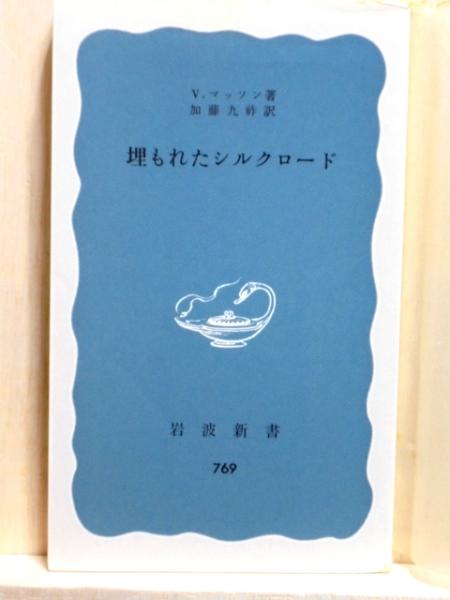 V. マッソン著
加藤九祚訳
埋もれたシルクロード
岩波新書
769